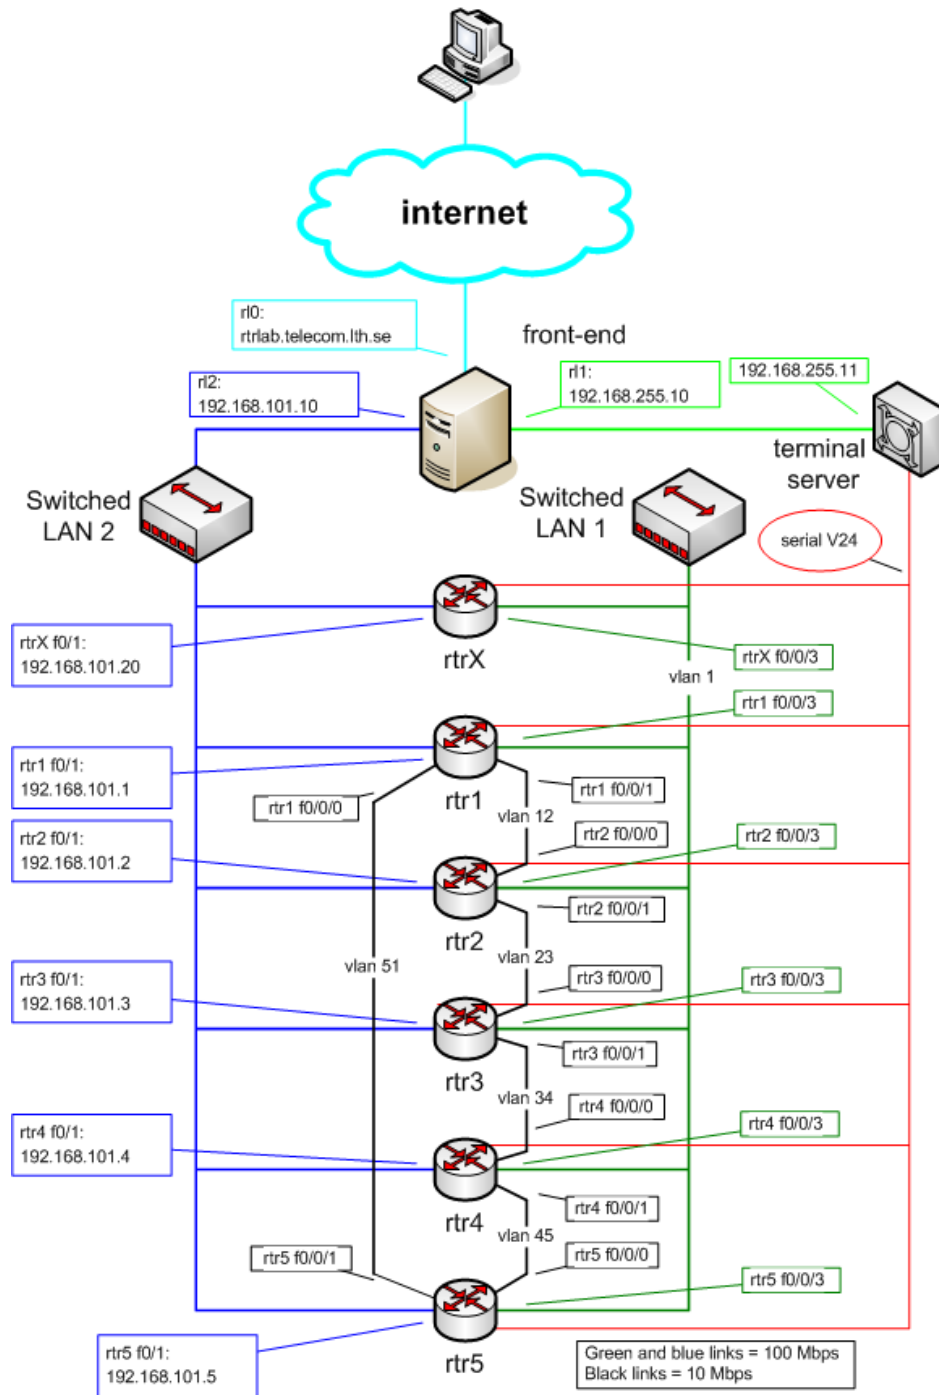 internet
rl0:
rtrlab.telecom.lth.se
front-end
rl2:
192.168.101.10
rl1:
192.168.255.10
192.168.255.11
terminal
server
Switched
LAN 2
Switched
LAN 1
serial V24
rtrX f0/1:
192.168.101.20
rtrX
rtrX f0/0/3
vlan 1
rtr1 f0/0/3
rtr1 f0/1:
192.168.101.1
rtr1
rtr1 f0/0/0
rtr1 f0/0/1
vlan 12
rtr2 f0/1:
192.168.101.2
rtr2 f0/0/0
rtr2 f0/0/3
rtr2
rtr2 f0/0/1
vlan 51
vlan 23
rtr3 f0/1:
192.168.101.3
rtr3 f0/0/0
rtr3 f0/0/3
rtr3
rtr3 f0/0/1
vlan 34
rtr4 f0/0/0
rtr4 f0/1:
192.168.101.4
rtr4 f0/0/3
rtr4
rtr4 f0/0/1
vlan 45
rtr5 f0/0/1
rtr5 f0/0/0
rtr5 f0/0/3
rtr5 f0/1:
192.168.101.5
rtr5
Green and blue links = 100 Mbps
Black links = 10 Mbps